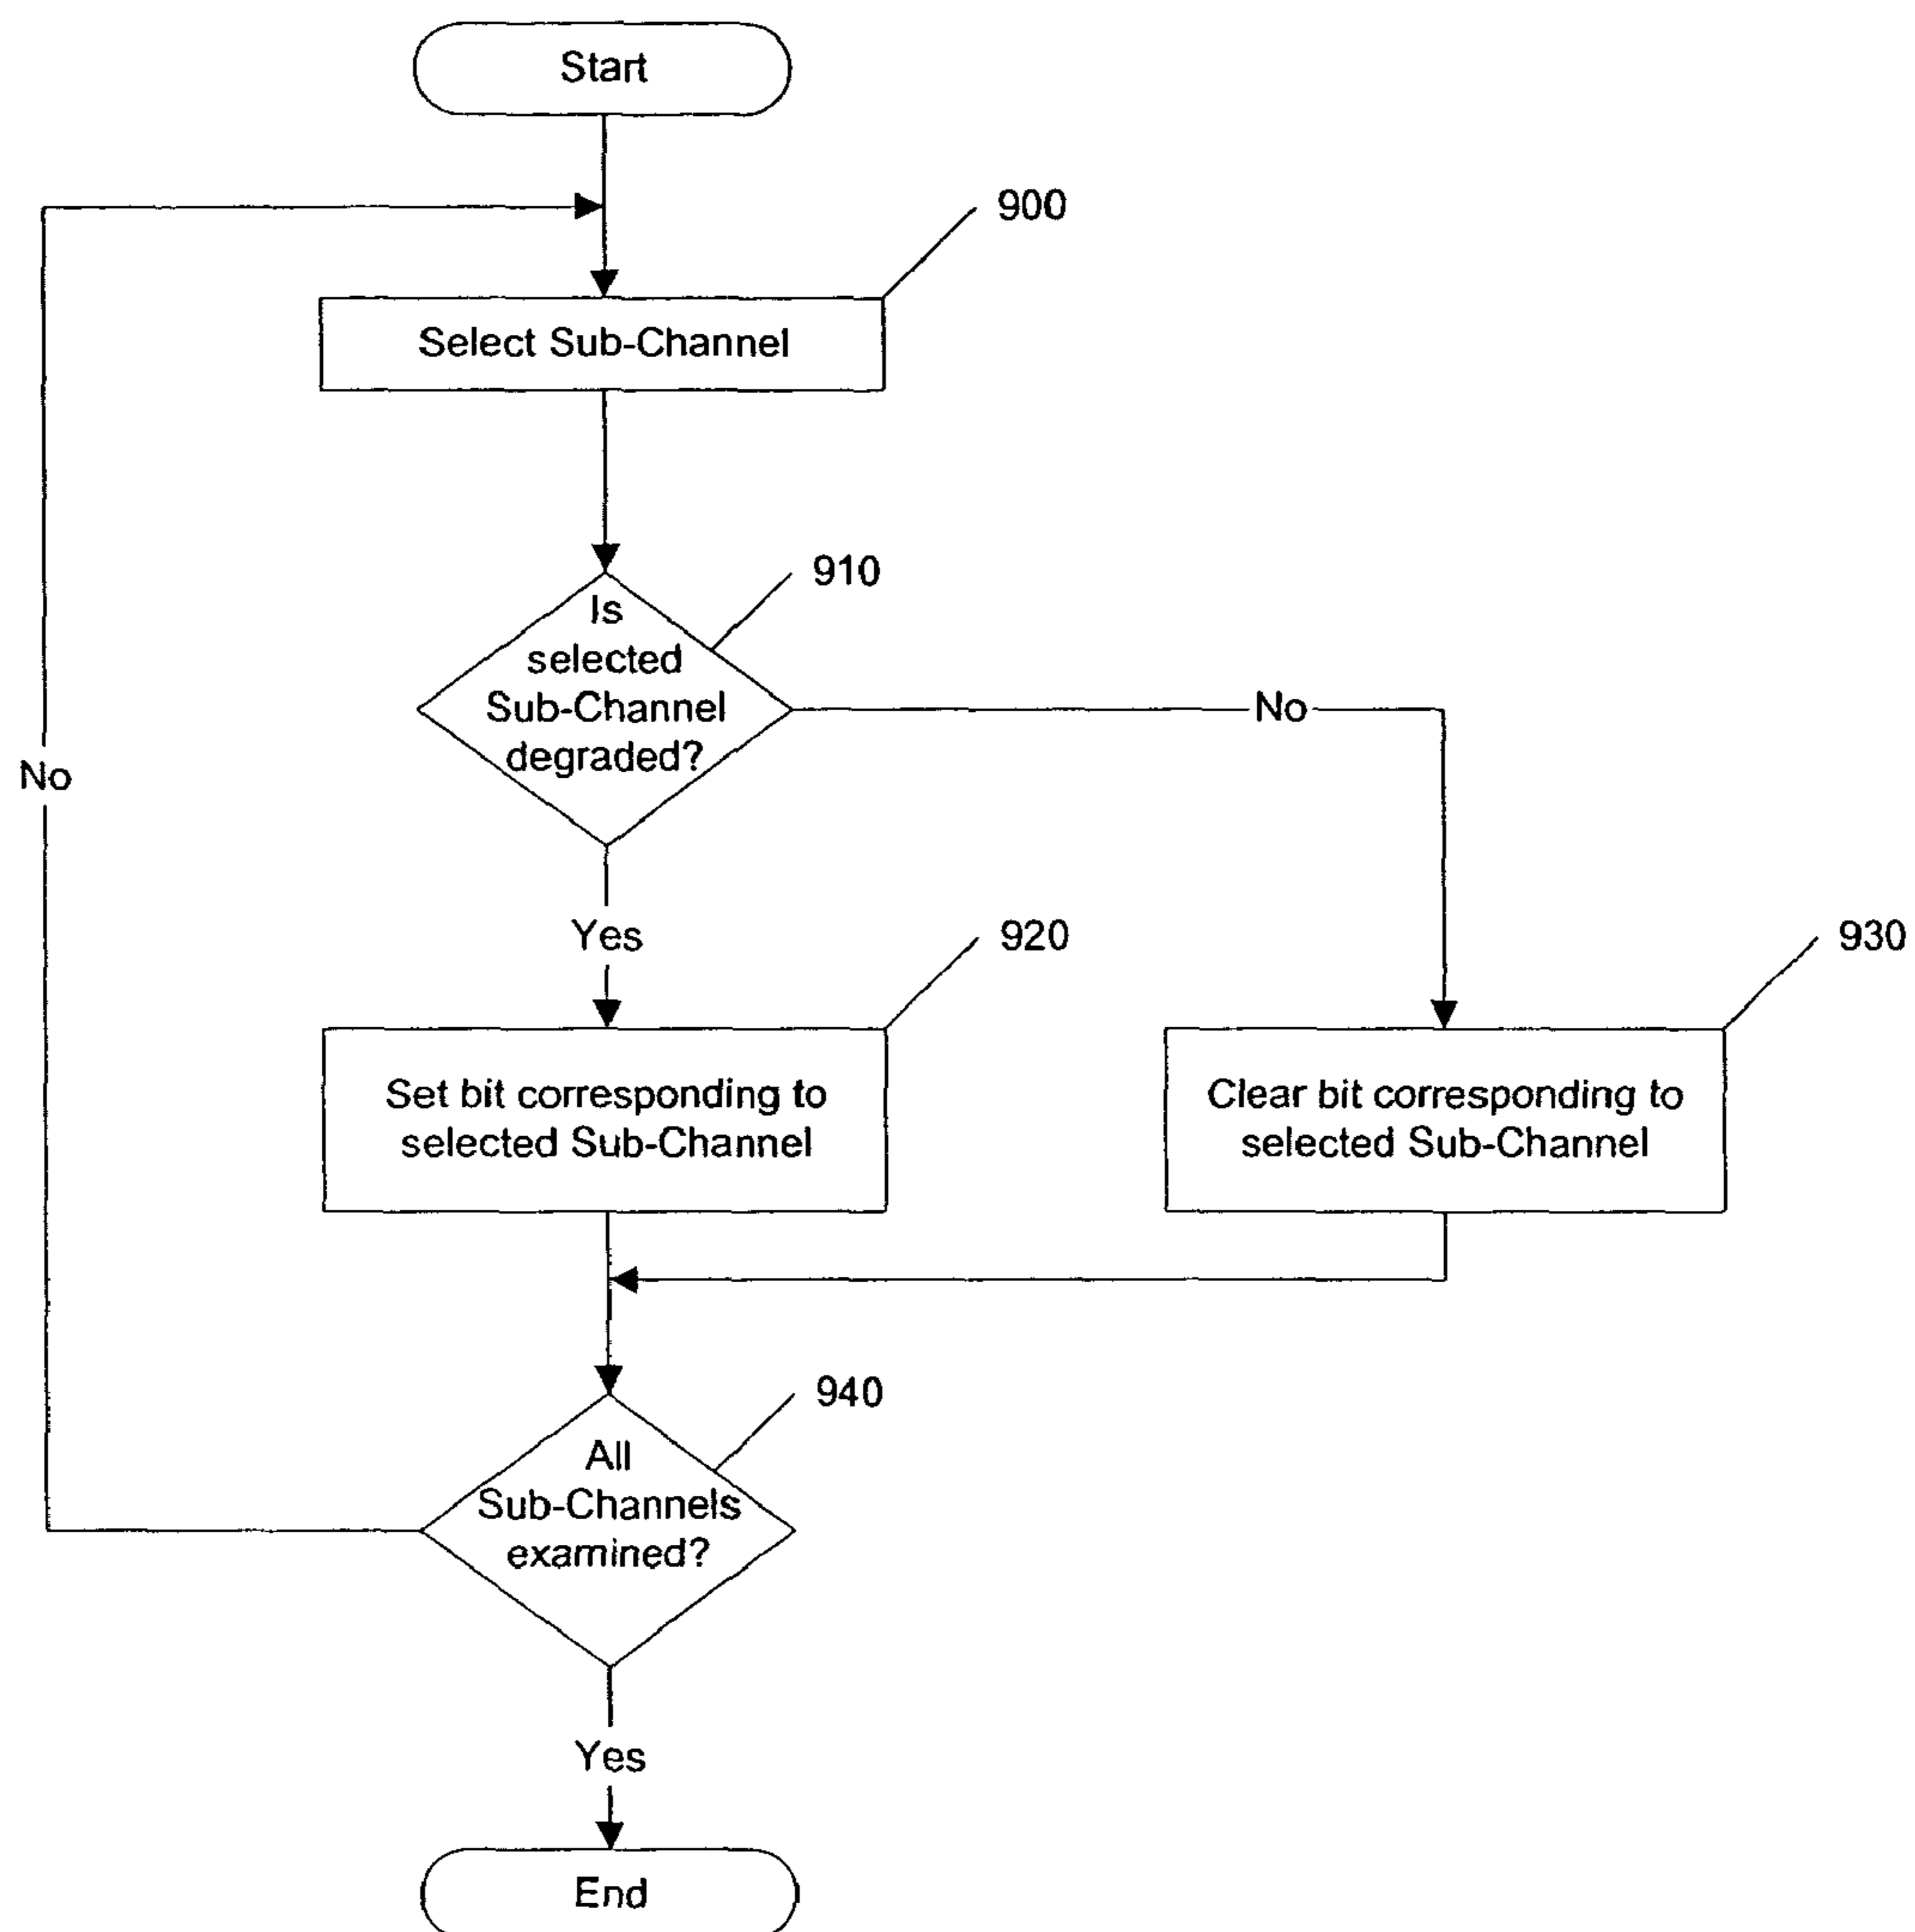 Start
900
Select Sub-Channel
910
Is
selected
Sub-Channel
degraded?
No
No
Yes
920
930
Set bit corresponding to
selected Sub-Channel
Clear bit corresponding to
selected Sub-Channel
940
All
Sub-Channels
examined?
Yes
End